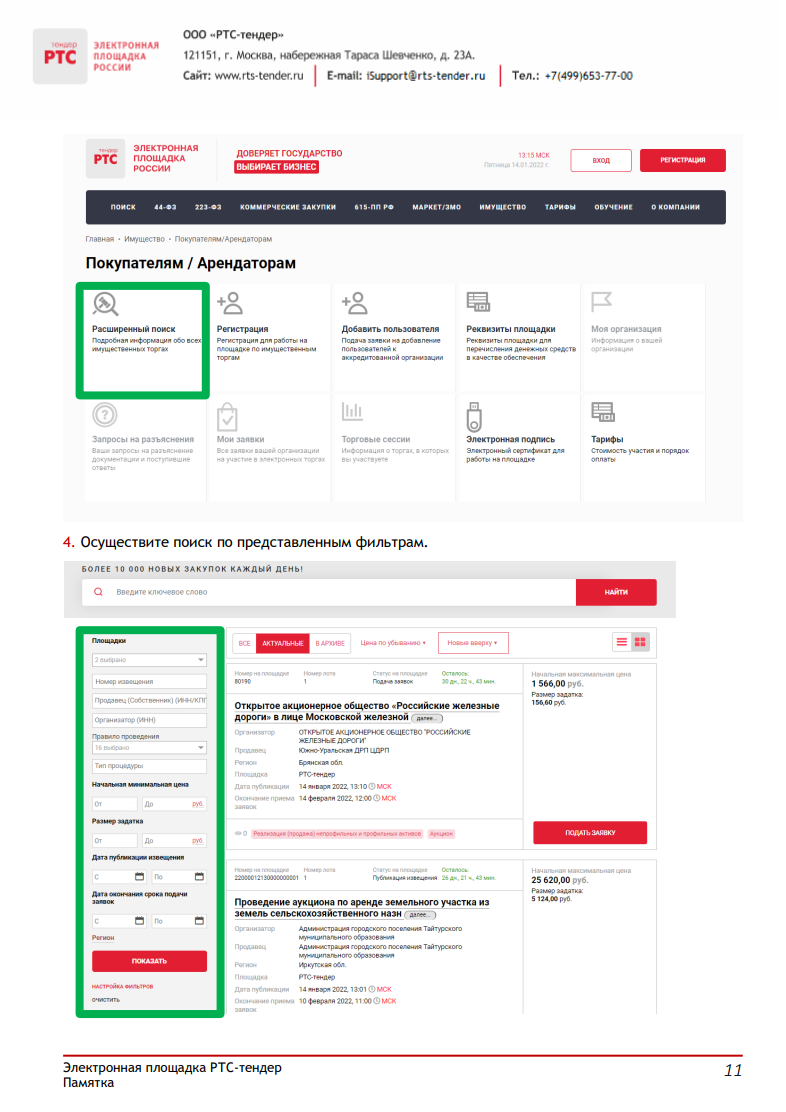 тендер
РТС
ЭЛЕКТРОННАЯ
ПЛОЩАДКА
РОССИИ
ООО «РТС-тендер»
121151, г. Москва, набережная Тараса Шевченко, д. 23А.
Сайт: www.rts-tender.ru | E-mail: iSupport@rts-tender.ru | Тел.: +7(499)653-77-00
тендер
РТС
ЭЛЕКТРОННАЯ
ПЛОЩАДКА
РОССИИ
ДОВЕРЯЕТ ГОСУДАРСТВО
ВЫБИРАЕТ БИЗНЕС
13:15 МСК
Пятница 14.01.2022 г.
ВХОД
РЕГИСТРАЦИЯ
ПОИСК 44-ФЗ 223-ФЗ КОММЕРЧЕСКИЕ ЗАКУПКИ 615-ПП РФ МАРКЕТ/ЗМО ИМУЩЕСТВО ТАРИФЫ ОБУЧЕНИЕ О КОМПАНИИ
Главная • Имущество • Покупателям/Арендаторам
Покупателям / Арендаторам
Расширенный поиск
Подробная информация обо всех
имущественных торгах
Регистрация
Регистрация для работы на
площадке по имущественным
торгам
Добавить пользователя
Подача заявки на добавление
пользователей к
аккредитованной организации
Реквизиты площадки
Реквизиты площадки для
перечисления денежных средств
в качестве обеспечения
Моя организация
Информация о вашей
организации
Запросы на разъяснения
Ваши запросы на разъяснение
документации и поступившие
ответы
Мои заявки
Все заявки вашей организации
на участие в электронных торгах
Торговые сессии
Информация о торгах, в которых
вы участвуете
Электронная подпись
Электронный сертификат для
работы на площадке
Тарифы
Стоимость участия и порядок
оплаты
4. Осуществите поиск по представленным фильтрам.
БОЛЕЕ 10 000 НОВЫХ ЗАКУПОК КАЖДЫЙ ДЕНЬ!
Введите ключевое слово
НАЙТИ
Площадки
2 выбрано
Номер извещения
Продавец (Собственник) (ИНН/КПГ
Организатор (ИНН)
Правило проведения
16 выбрано
Тип процедуры
Начальная минимальная цена
От До руб.
Размер задатка
От До руб.
Дата публикации извещения
С По
Дата окончания срока подачи
заявок
С По
Регион
ПОКАЗАТЬ
НАСТРОЙКА ФИЛЬТРОВ
ОЧИСТИТЬ
ВСЕ АКТУАЛЬНЫЕ В АРХИВЕ Цена по убыванию Новые вверху
Номер на площадке Номер лота Статус на площадке Осталось:
80190 1 Подача заявок 30 дн., 22 ч., 43 мин.
Открытое акционерное общество «Российские железные
дороги» в лице Московской железной далее...
Организатор ОТКРЫТОЕ АКЦИОНЕРНОЕ ОБЩЕСТВО "РОССИЙСКИЕ
ЖЕЛЕЗНЫЕ ДОРОГИ"
Продавец Южно-Уральская ДРП ЦДРП
Регион Брянская обл.
Площадка РТС-тендер
Дата публикации 14 января 2022, 13:10 МСК
Окончание приема 14 февраля 2022, 12:00 МСК
заявок
0 Реализация (продажа) непрофильных и профильных активов Аукцион
Начальная максимальная цена
1 566,00 руб.
Размер задатка:
156,60 руб.
ПОДАТЬ ЗАЯВКУ
Номер на площадке Номер лота Статус на площадке Осталось:
22000012130000000001 1 Публикация извещения 26 дн., 21 ч., 43 мин.
Проведение аукциона по аренде земельного участка из
земель сельскохозяйственного назн далее...
Организатор Администрация городского поселения Тайтурского
муниципального образования
Продавец Администрация городского поселения Тайтурского
муниципального образования
Регион Иркутская обл.
Площадка РТС-тендер
Дата публикации 14 января 2022, 13:01 МСК
Окончание приема 10 февраля 2022, 11:00 МСК
заявок
Начальная максимальная цена
25 620,00 руб.
Размер задатка:
5 124,00 руб.
Электронная площадка РТС-тендер
Памятка
11